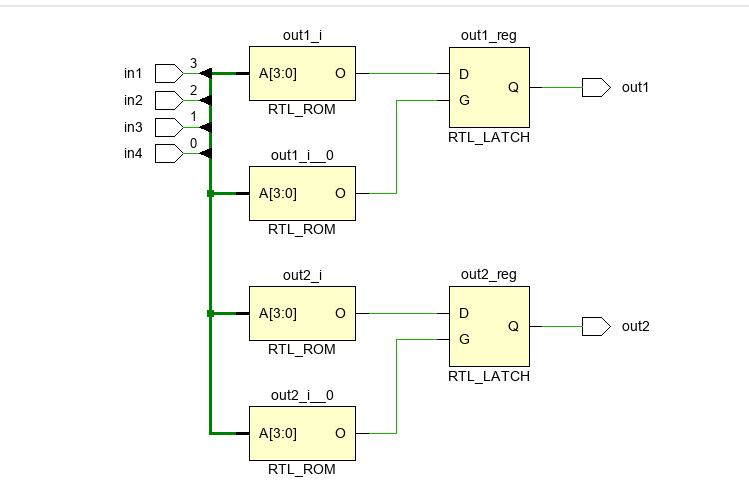 out1_i
in1 3 A[3:0] O
RTL_ROM
in2 2
in3 1
in4 0
out1_reg
D
G
Q
RTL_LATCH
out1
out1_i__0
A[3:0] O
RTL_ROM
out2_i
A[3:0] O
RTL_ROM
out2_reg
D
G
Q
RTL_LATCH
out2
out2_i__0
A[3:0] O
RTL_ROM